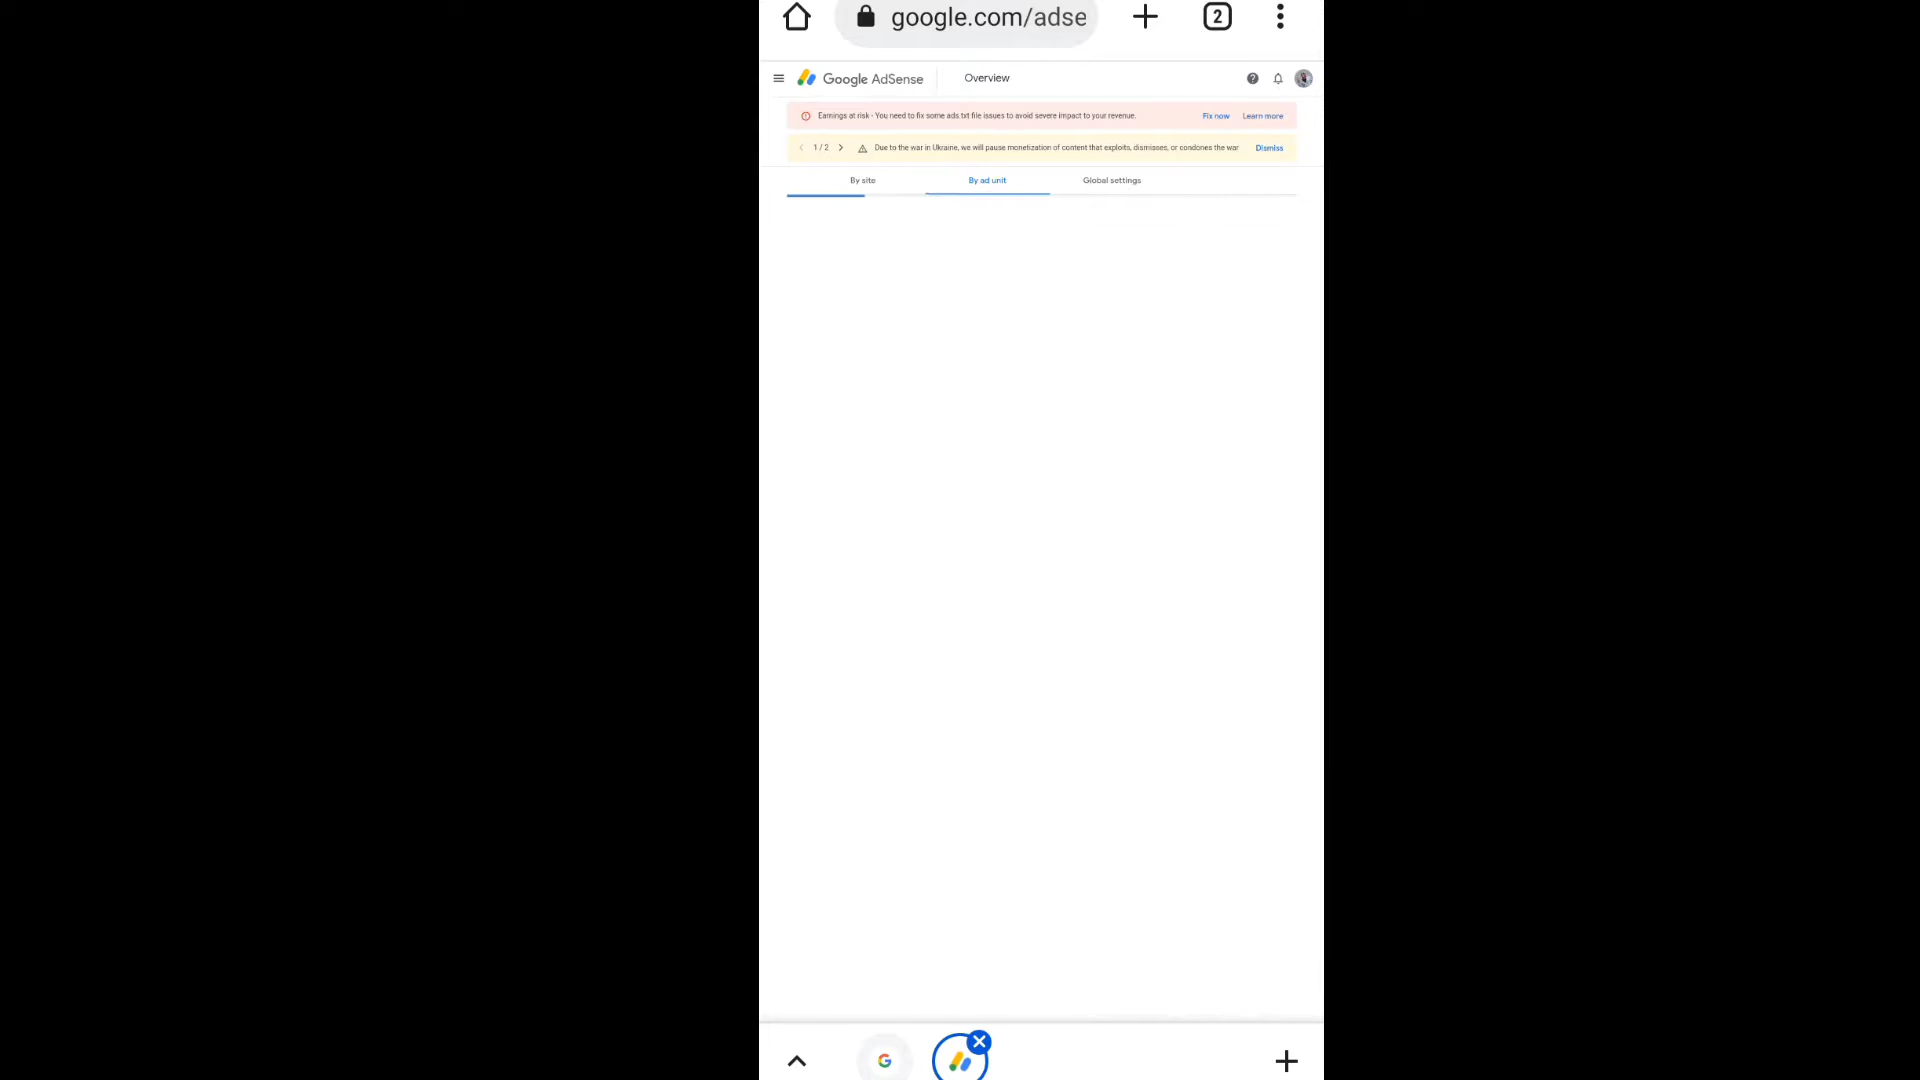 google.com/adse
2
Google AdSense
Overview
Earnings at risk - You need to fix some ads.txt file issues to avoid severe impact to your revenue.
Fix now
Learn more
1 / 2
Due to the war in Ukraine, we will pause monetization of content that exploits, dismisses, or condones the war
Dismiss
By site
By ad unit
Global settings